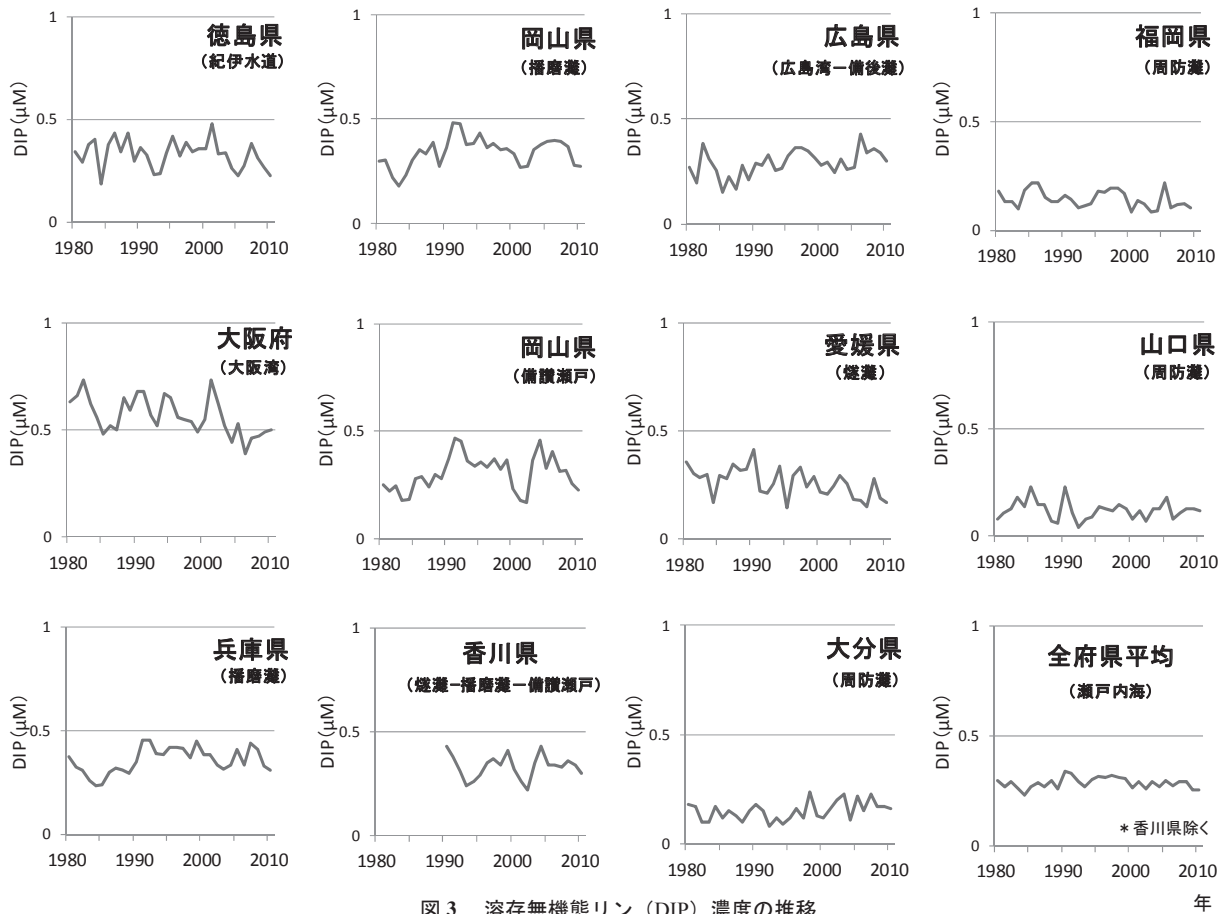 徳島県
(紀伊水道)
DIP (μM)
1
0.5
0
1980 1990 2000 2010
岡山県
(播磨灘)
DIP (μM)
1
0.5
0
1980 1990 2000 2010
広島県
(広島湾－備後灘)
DIP (μM)
1
0.5
0
1980 1990 2000 2010
福岡県
(周防灘)
DIP (μM)
1
0.5
0
1980 1990 2000 2010
大阪府
(大阪湾)
DIP (μM)
1
0.5
0
1980 1990 2000 2010
岡山県
(備讃瀬戸)
DIP (μM)
1
0.5
0
1980 1990 2000 2010
愛媛県
(燧灘)
DIP (μM)
1
0.5
0
1980 1990 2000 2010
山口県
(周防灘)
DIP (μM)
1
0.5
0
1980 1990 2000 2010
兵庫県
(播磨灘)
DIP (μM)
1
0.5
0
1980 1990 2000 2010
香川県
(燧灘－播磨灘－備讃瀬戸)
DIP (μM)
1
0.5
0
1980 1990 2000 2010
大分県
(周防灘)
DIP (μM)
1
0.5
0
1980 1990 2000 2010
全府県平均
(瀬戸内海)
DIP (μM)
1
0.5
0
＊香川県除く
1980 1990 2000 2010
年
図3 溶存無機態リン (DIP) 濃度の推移